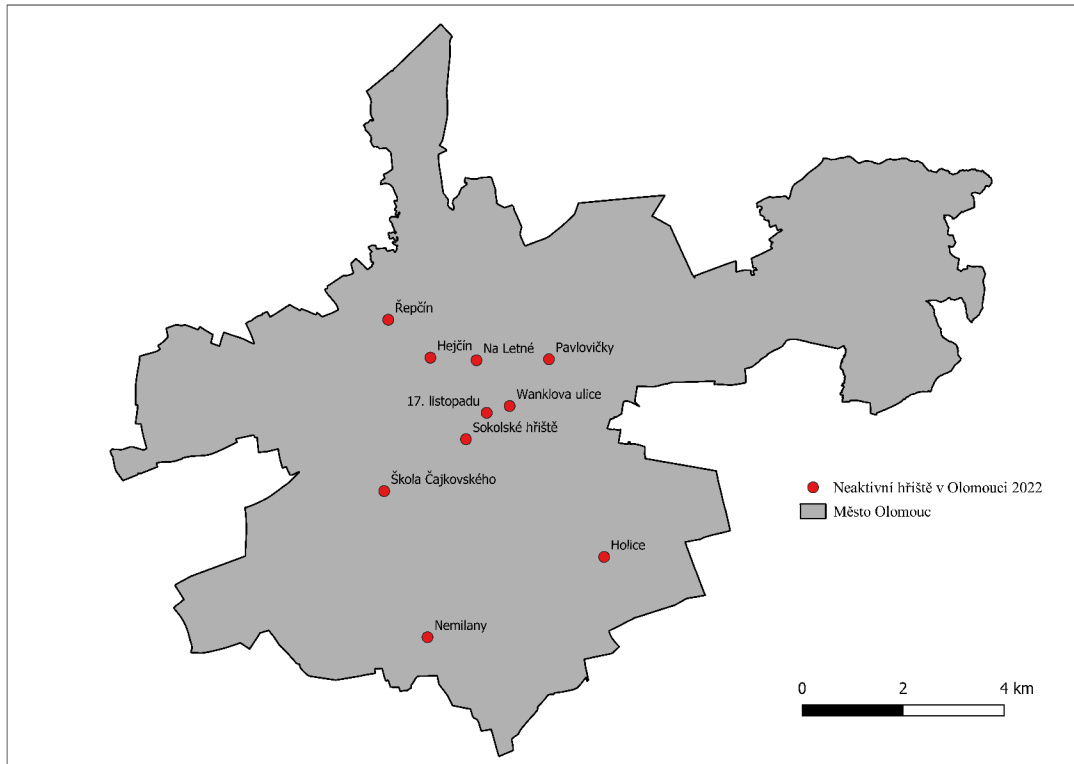 Řepčín
Hejčín
Na Letné
Pavlovičky
17. listopadu
Wanklova ulice
Sokolské hřiště
Škola Čajkovského
Neaktivní hřiště v Olomouci 2022
Město Olomouc
Holice
Nemilany
0 2 4 km